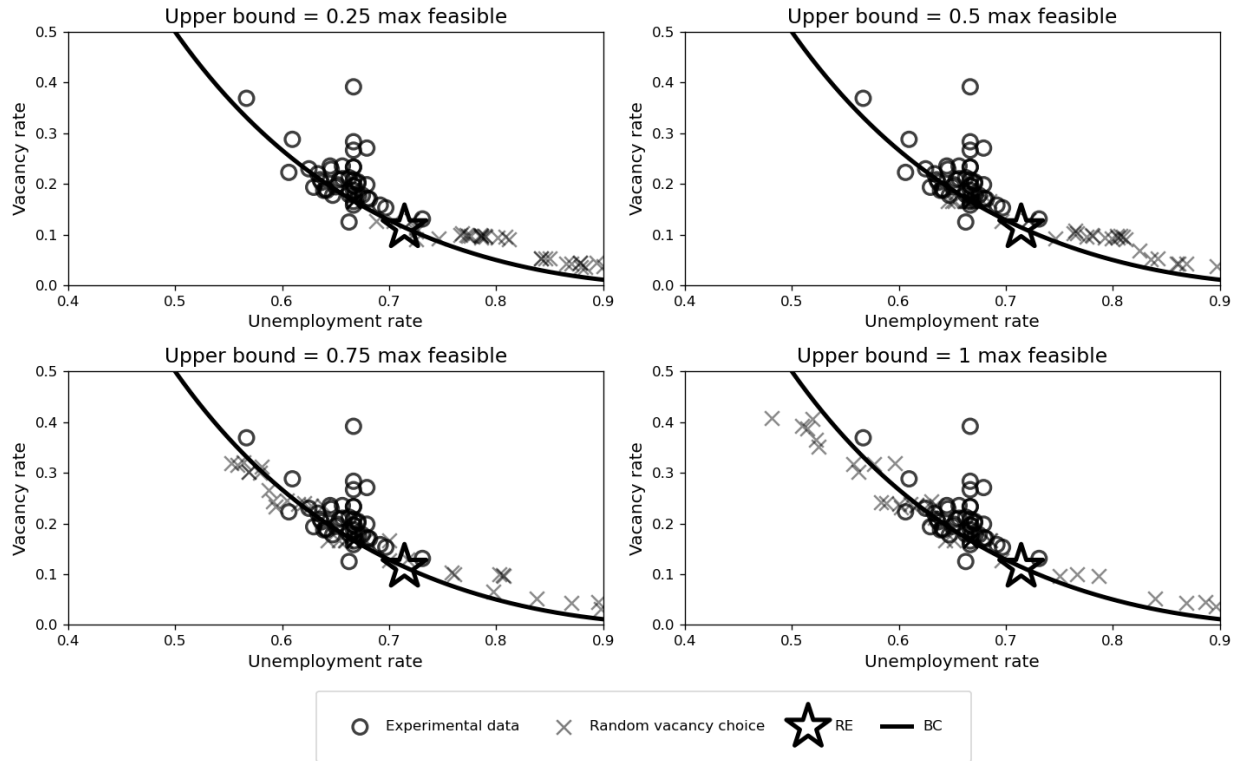 Upper bound = 0.25 max feasible
Upper bound = 0.5 max feasible
0.5
0.4
0.3
0.2
0.1
0.0
Vacancy rate
0.4 0.5 0.6 0.7 0.8 0.9
Unemployment rate
0.5
0.4
0.3
0.2
0.1
0.0
Vacancy rate
0.4 0.5 0.6 0.7 0.8 0.9
Unemployment rate
Upper bound = 0.75 max feasible
Upper bound = 1 max feasible
0.5
0.4
0.3
0.2
0.1
0.0
Vacancy rate
0.4 0.5 0.6 0.7 0.8 0.9
Unemployment rate
0.5
0.4
0.3
0.2
0.1
0.0
Vacancy rate
0.4 0.5 0.6 0.7 0.8 0.9
Unemployment rate
Experimental data
Random vacancy choice
RE
BC